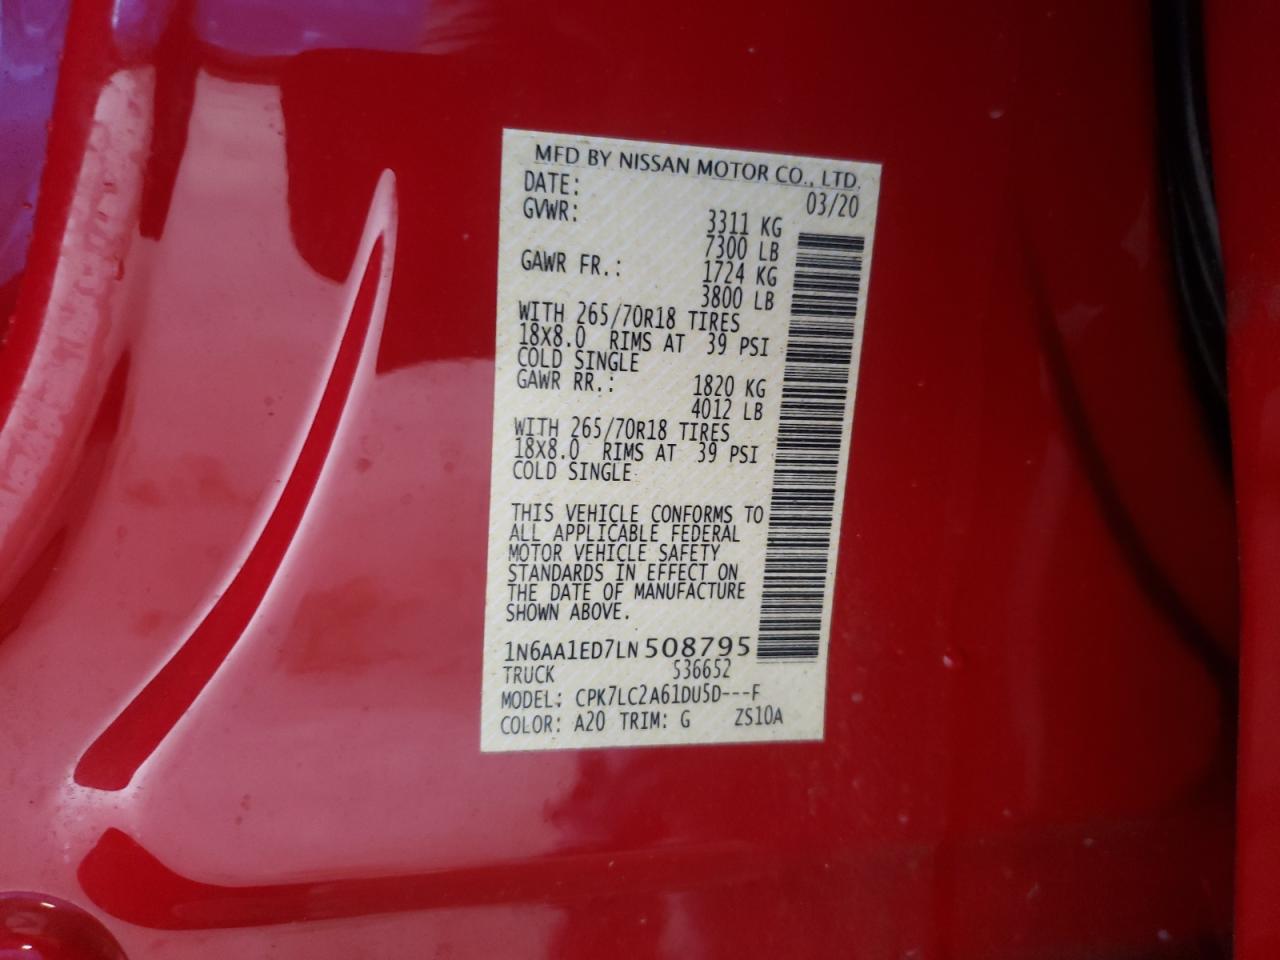 MFD BY NISSAN MOTOR CO., LTD.
DATE: 03/20
GVWR: 3311 KG
7300 LB
GAWR FR.: 1724 KG
3800 LB
WITH 265/70R18 TIRES
18X8.0 RIMS AT 39 PSI
COLD SINGLE
GAWR RR.: 1820 KG
4012 LB
WITH 265/70R18 TIRES
18X8.0 RIMS AT 39 PSI
COLD SINGLE
THIS VEHICLE CONFORMS TO
ALL APPLICABLE FEDERAL
MOTOR VEHICLE SAFETY
STANDARDS IN EFFECT ON
THE DATE OF MANUFACTURE
SHOWN ABOVE.
1N6AA1ED7LN508795
TRUCK 536652
MODEL: CPK7LC2A61DU5D---F
COLOR: A20 TRIM: G ZS10A